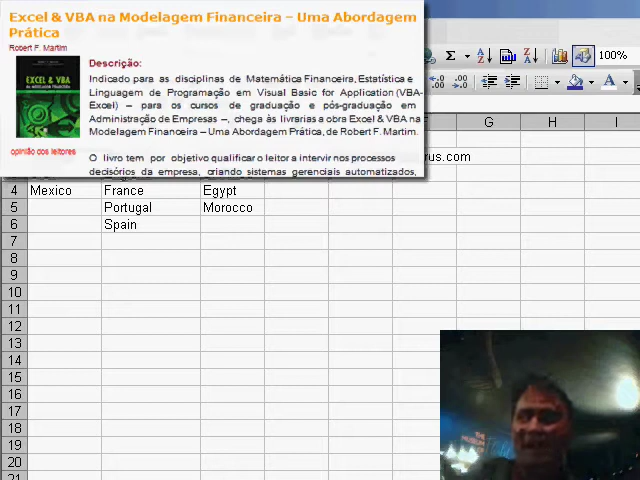 Excel & VBA na Modelagem Financeira – Uma Abordagem
Prática
Robert F. Martim
Descrição:
Indicado para as disciplinas de Matemática Financeira, Estatística e
Linguagem de Programação em Visual Basic for Application (VBA-
Excel) – para os cursos de graduação e pós-graduação em
Administração de Empresas –, chega às livrarias a obra Excel & VBA na
Modelagem Financeira – Uma Abordagem Prática, de Robert F. Martim.
EXCEL & VBA
opinião dos leitores
O livro tem por objetivo qualificar o leitor a intervir nos processos
decisórios da empresa, criando sistemas gerenciais automatizados,
100%
G H I
rus.com
4 Mexico France Egypt
5 Portugal Morocco
6 Spain
7
8
9
10
11
12
13
14
15
16
17
18
19
20
21
THE